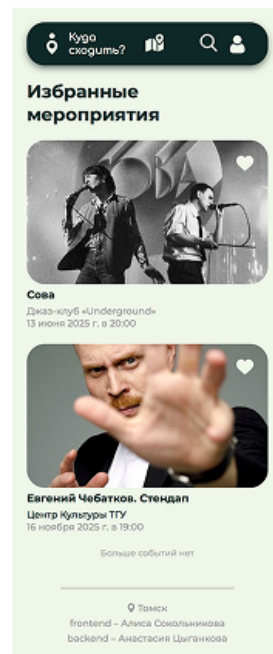 Куда
сходить?
Избранные
мероприятия
СОВА
Сова
Джаз-клуб «Underground»
13 июня 2025 г. в 20:00
Евгений Чебатков. Стендап
Центр Культуры ТГУ
16 ноября 2025 г. в 19:00
Больше событий нет
Томск
frontend – Алиса Сокольникова
backend – Анастасия Цыганкова